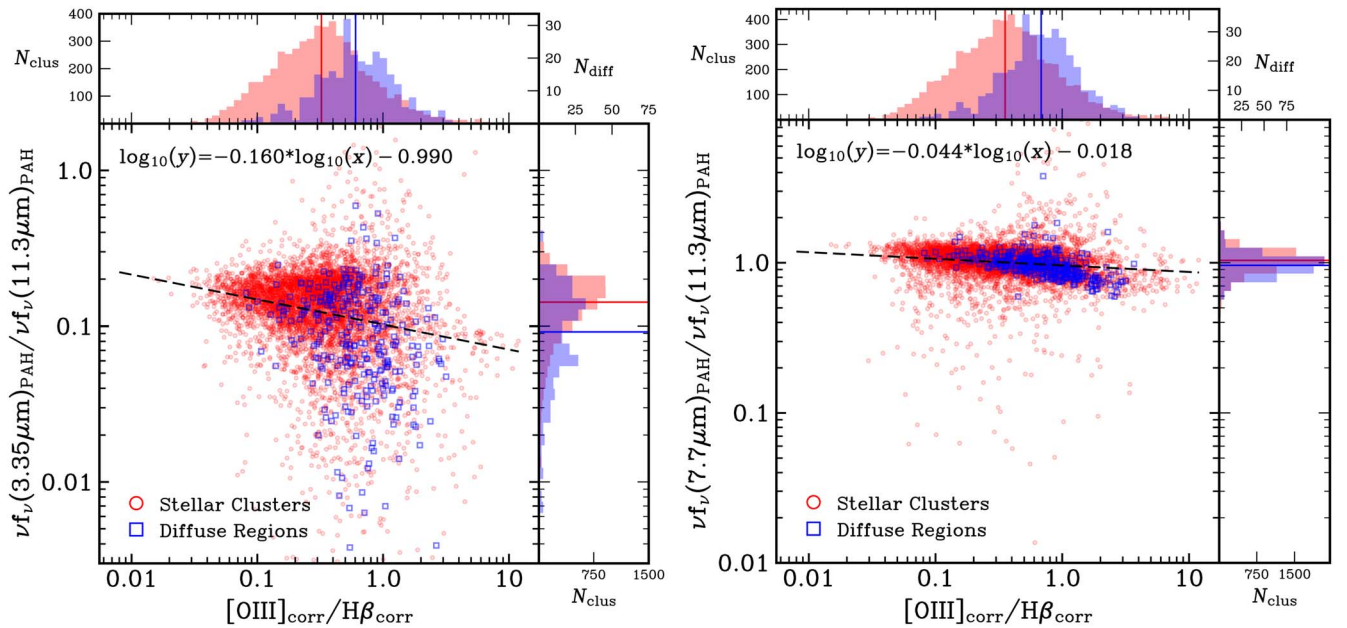 400
300
200
100
N_clus
30
20
10
0
N_diff
25 50 75
log₁₀(y)=−0.160*log₁₀(x)−0.990
1.0
0.1
0.01
νf_ν(3.35μm)_PAH/νf_ν(11.3μm)_PAH
Stellar Clusters
Diffuse Regions
0.01 0.1 1.0 10
[OIII]_corr/Hβ_corr
750 1500
N_clus
400
300
200
100
N_clus
30
20
10
0
N_diff
25 50 75
log₁₀(y)=−0.044*log₁₀(x)−0.018
1.0
0.1
0.01
νf_ν(7.7μm)_PAH/νf_ν(11.3μm)_PAH
Stellar Clusters
Diffuse Regions
0.01 0.1 1.0 10
[OIII]_corr/Hβ_corr
750 1500
N_clus